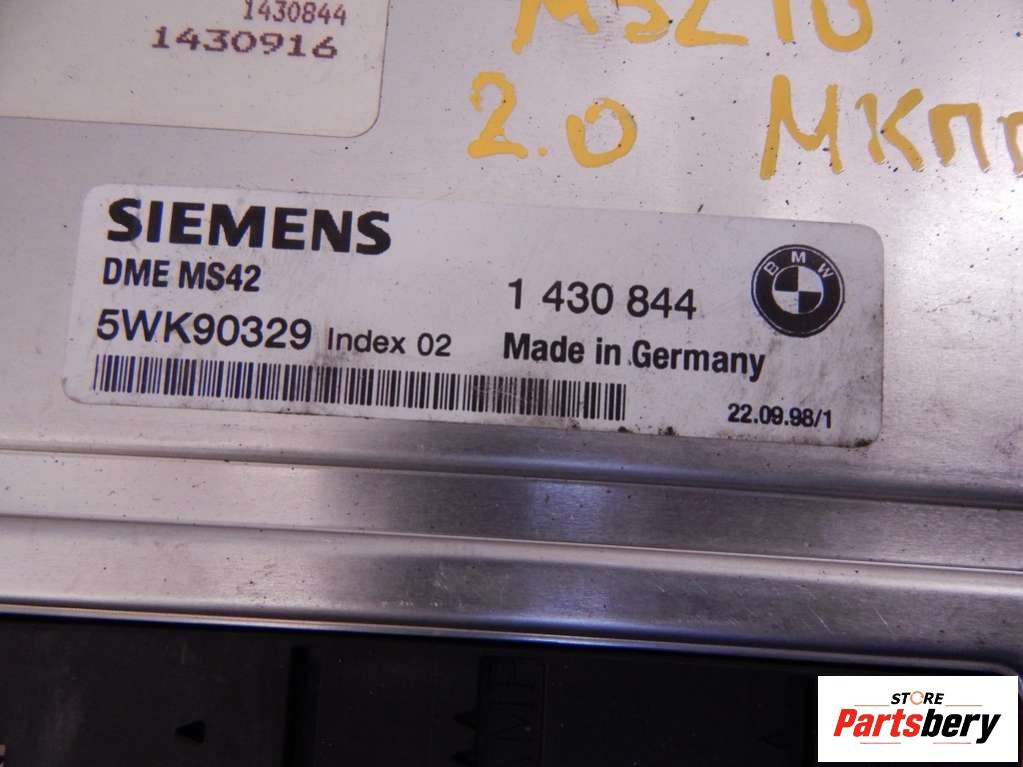 1430844
1430916
2.0 МКПП
SIEMENS
DME MS42
1 430 844
BMW
5WK90329 Index 02
Made in Germany
22.09.98/1
STORE
Partsbery